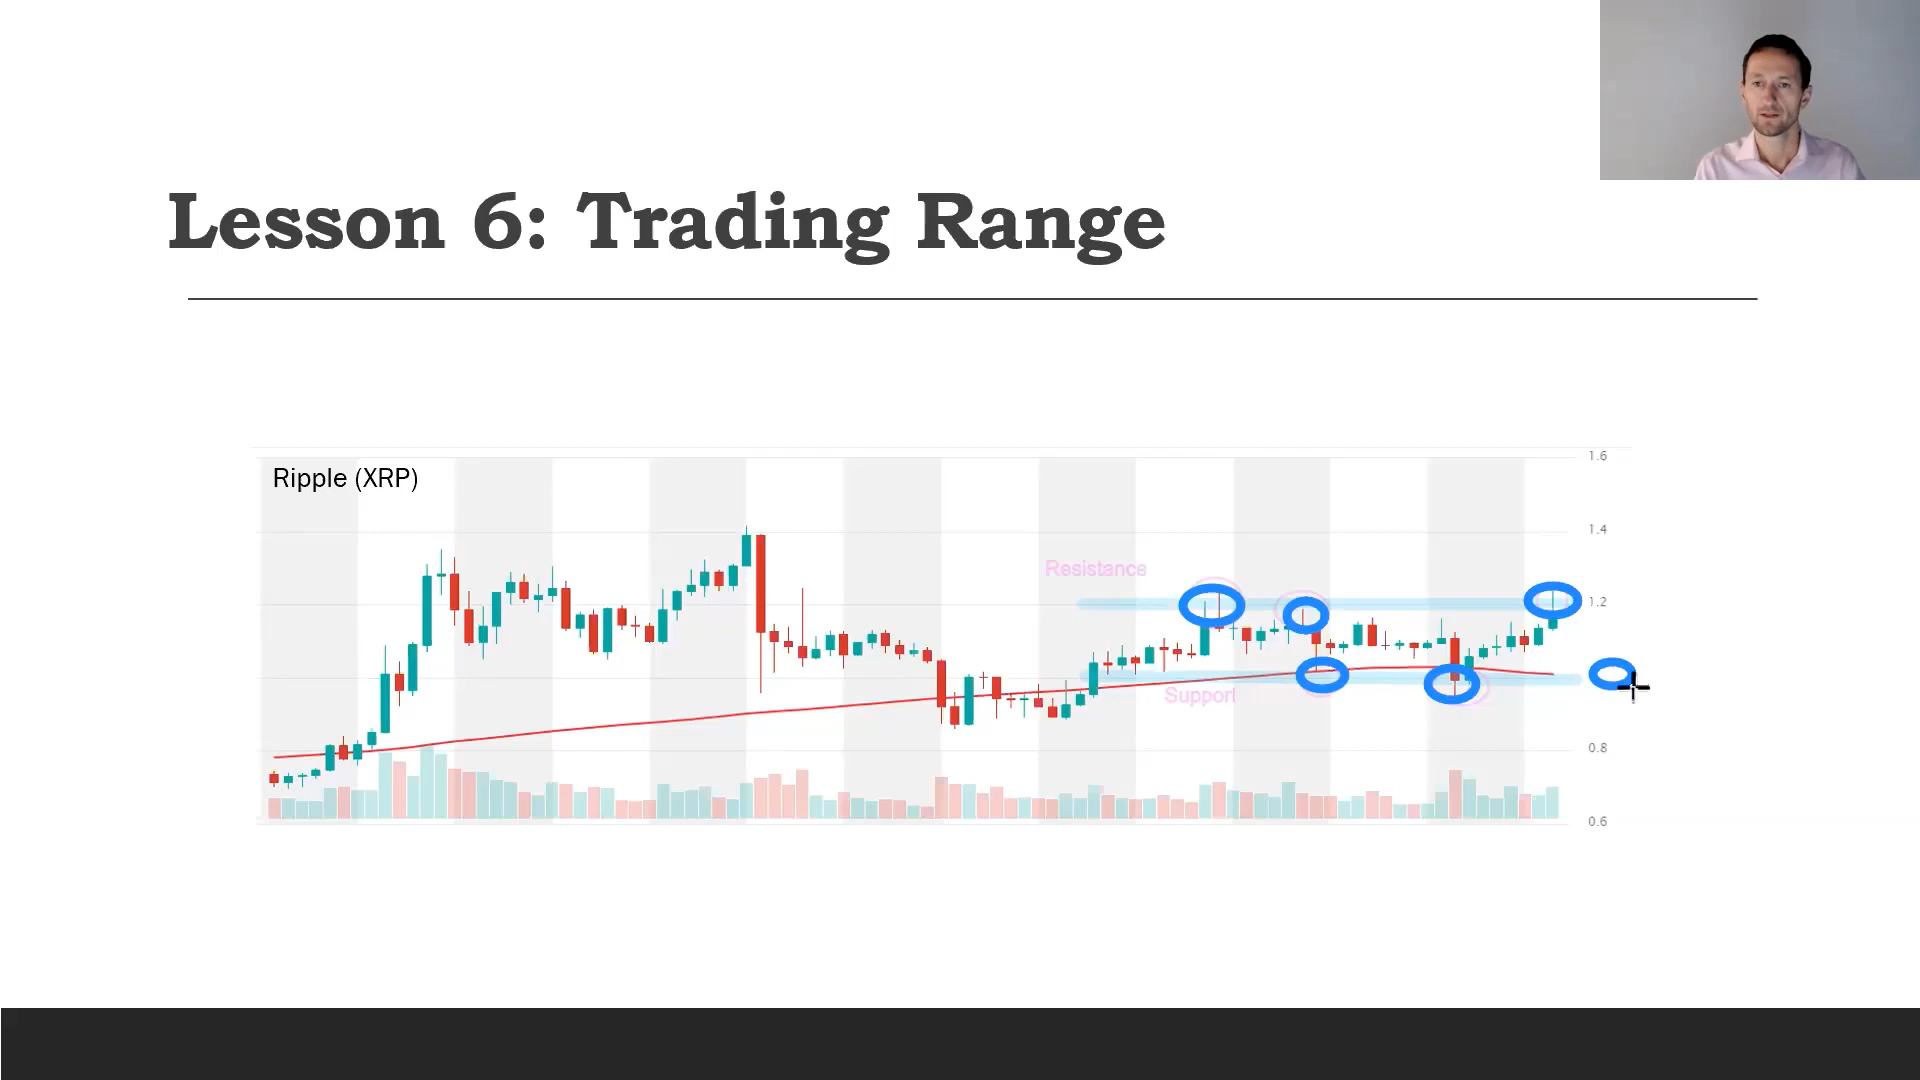 Lesson 6: Trading Range
Ripple (XRP)
1.6
1.4
Resistance
1.2
Support
0.8
0.6